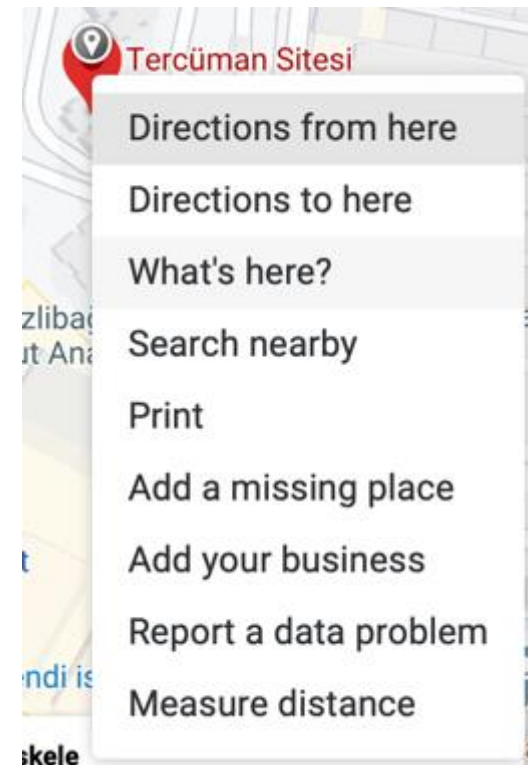 Tercüman Sitesi
Directions from here
Directions to here
What's here?
Search nearby
Print
Add a missing place
Add your business
Report a data problem
Measure distance